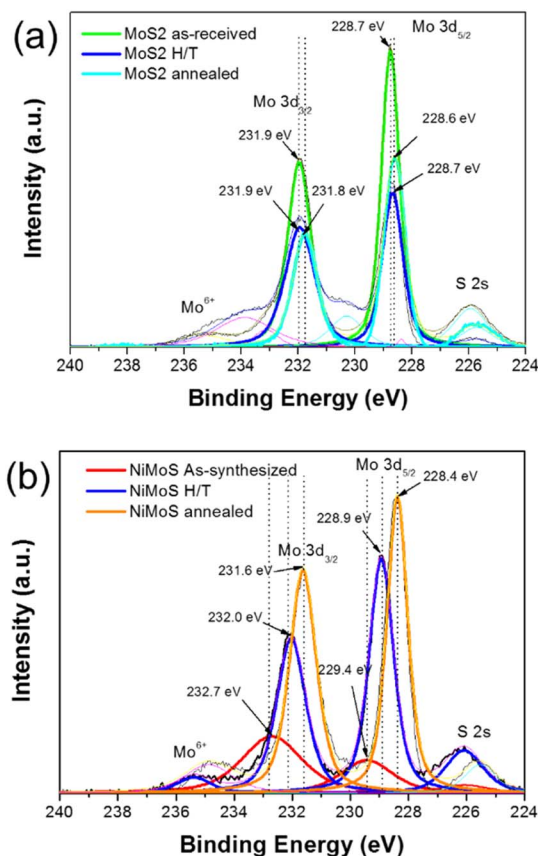 (a)
MoS2 as-received
MoS2 H/T
MoS2 annealed
228.7 eV
Mo 3d5/2
Mo 3d3/2
231.9 eV
228.6 eV
231.9 eV
231.8 eV
228.7 eV
Mo6+
S 2s
Intensity (a.u.)
240 238 236 234 232 230 228 226 224
Binding Energy (eV)
(b)
NiMoS As-synthesized
NiMoS H/T
NiMoS annealed
Mo 3d5/2
228.4 eV
228.9 eV
Mo 3d3/2
231.6 eV
232.0 eV
229.4 eV
232.7 eV
Mo6+
S 2s
Intensity (a.u.)
240 238 236 234 232 230 228 226 224
Binding Energy (eV)